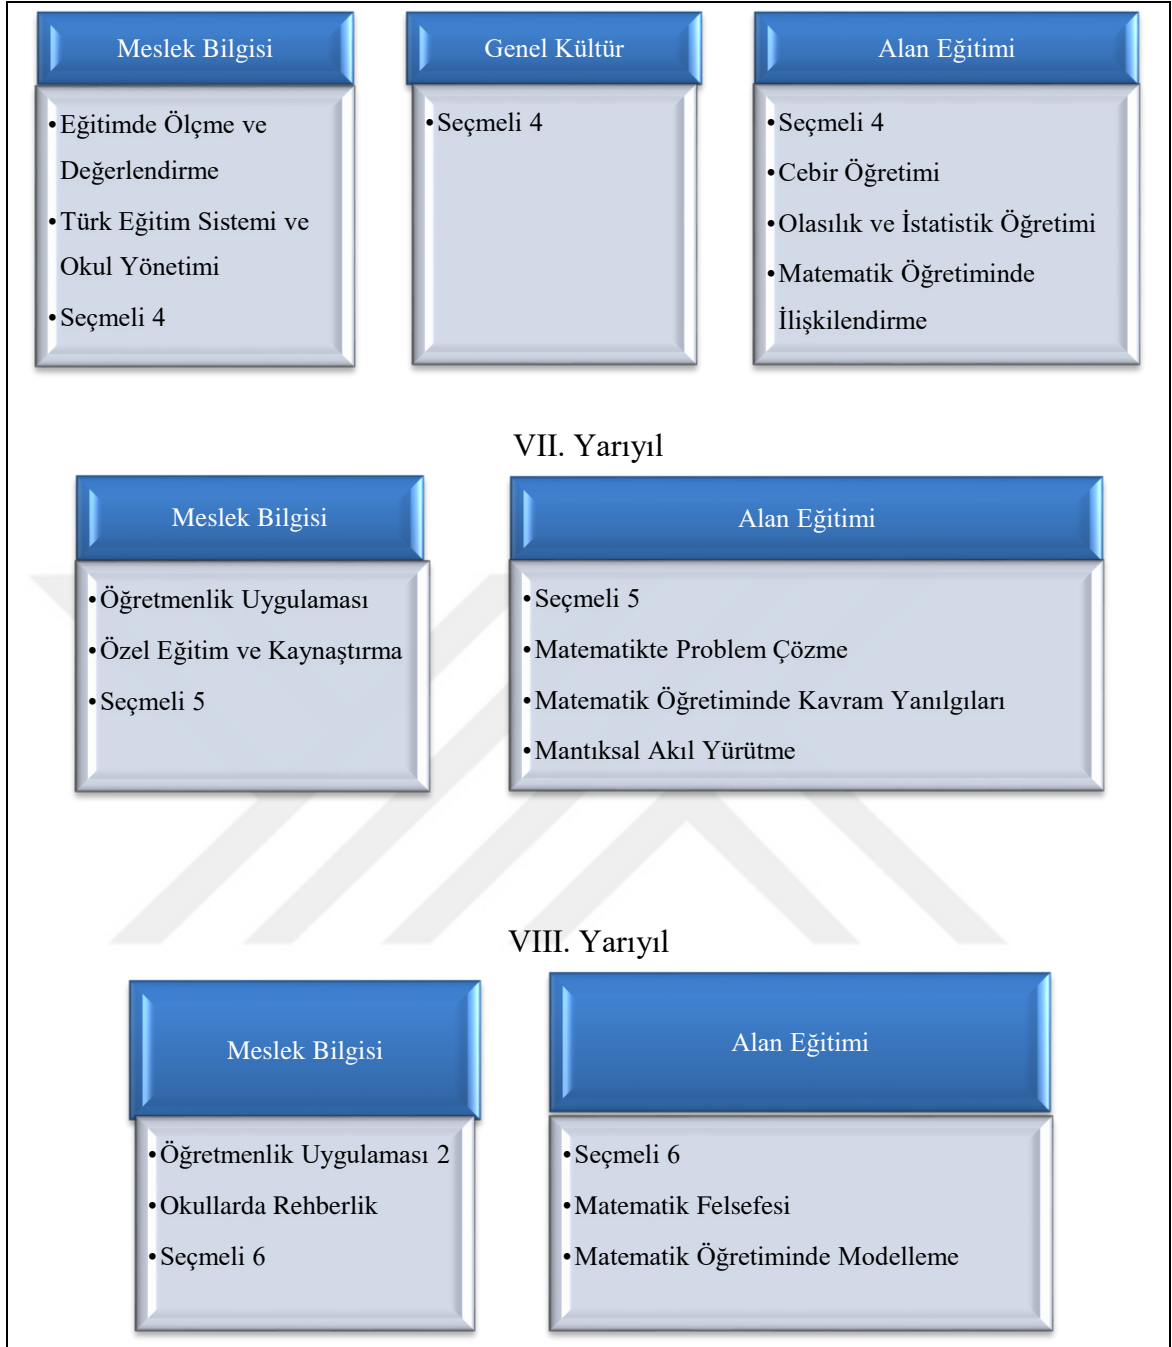 Meslek Bilgisi
•Eğitimde Ölçme ve
Değerlendirme
•Türk Eğitim Sistemi ve
Okul Yönetimi
•Seçmeli 4
Genel Kültür
•Seçmeli 4
Alan Eğitimi
•Seçmeli 4
•Cebir Öğretimi
•Olasılık ve İstatistik Öğretimi
•Matematik Öğretiminde
İlişkilendirme
VII. Yarıyıl
Meslek Bilgisi
•Öğretmenlik Uygulaması
•Özel Eğitim ve Kaynaştırma
•Seçmeli 5
Alan Eğitimi
•Seçmeli 5
•Matematikte Problem Çözme
•Matematik Öğretiminde Kavram Yanılgıları
•Mantıksal Akıl Yürütme
VIII. Yarıyıl
Meslek Bilgisi
•Öğretmenlik Uygulaması 2
•Okullarda Rehberlik
•Seçmeli 6
Alan Eğitimi
•Seçmeli 6
•Matematik Felsefesi
•Matematik Öğretiminde Modelleme